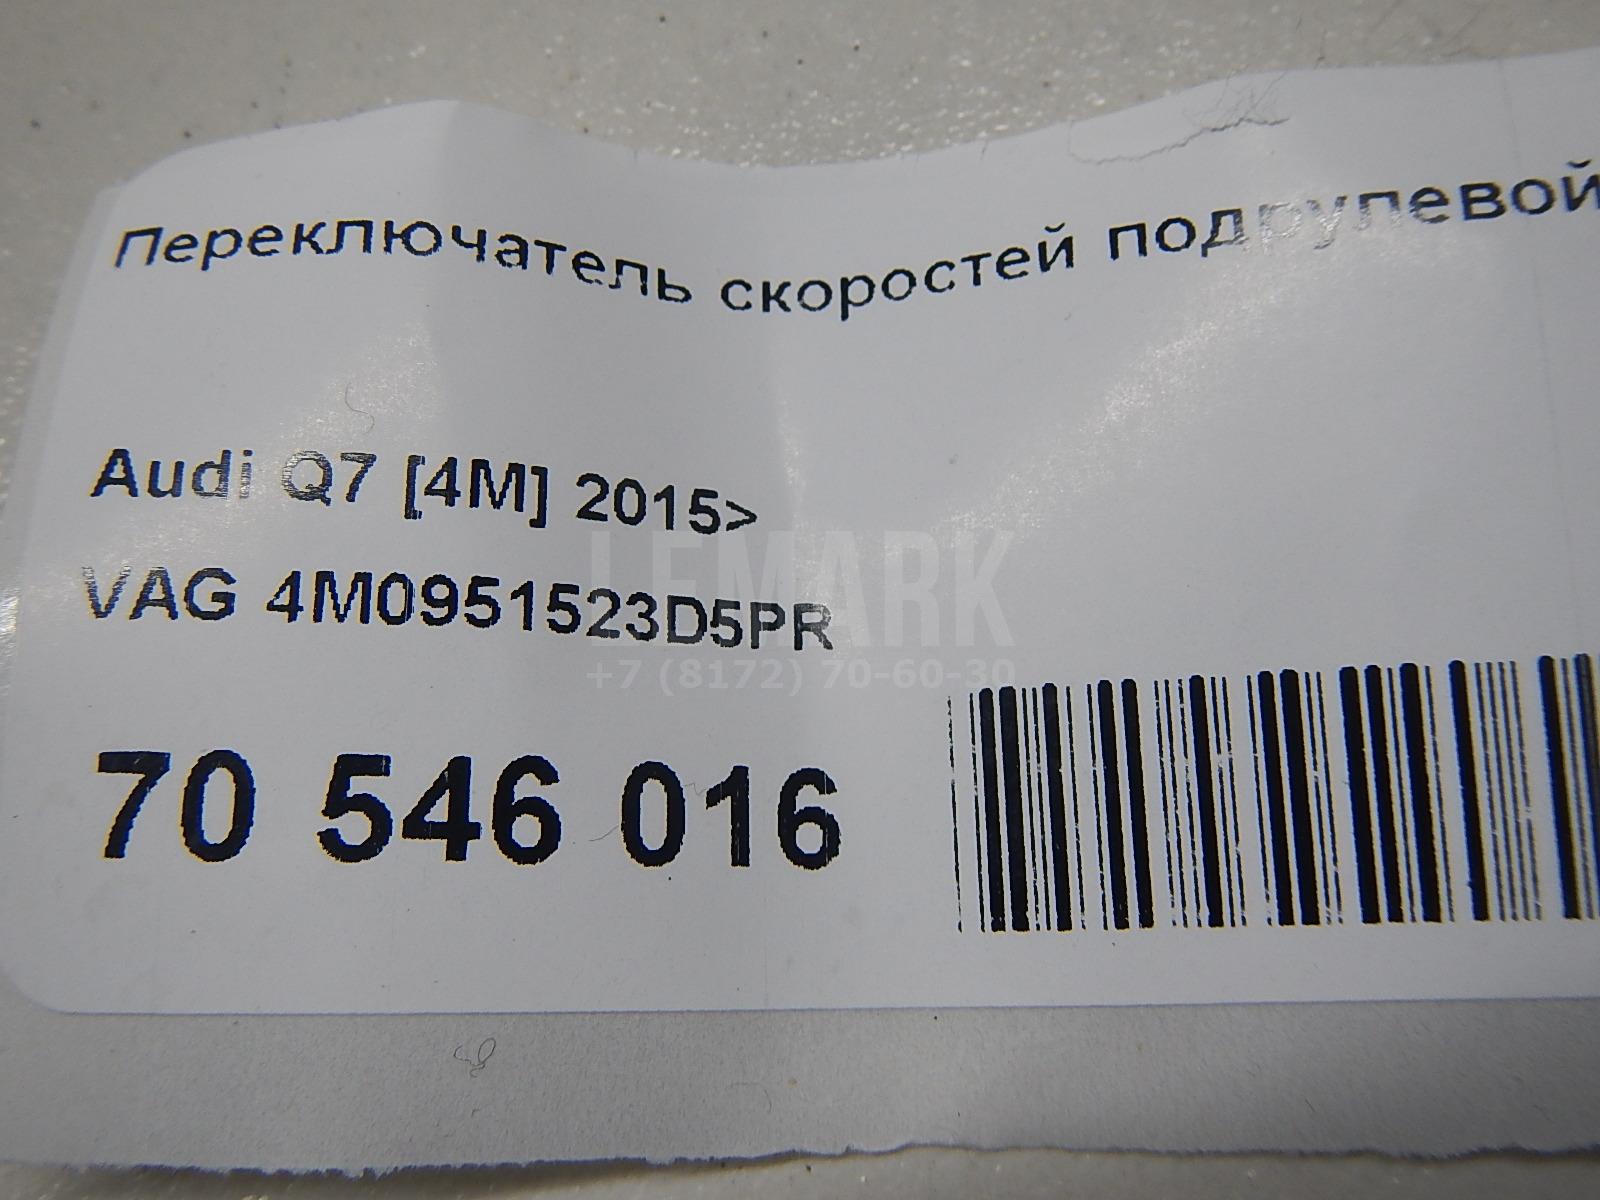 Переключатель скоростей подрулевой
Audi Q7 [4M] 2015>
VAG 4M0951523D5PR
LEMARK
+7 (8172) 70-60-30
70 546 016